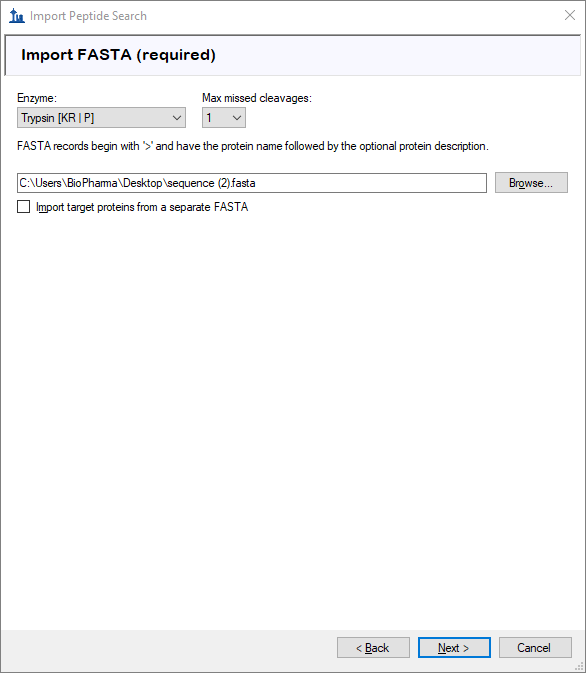 Import Peptide Search
Import FASTA (required)
Enzyme: Max missed cleavages:
Trypsin [KR | P] 1
FASTA records begin with '>' and have the protein name followed by the optional protein description.
C:\Users\BioPharma\Desktop\sequence (2).fasta Browse...
Import target proteins from a separate FASTA
< Back Next > Cancel